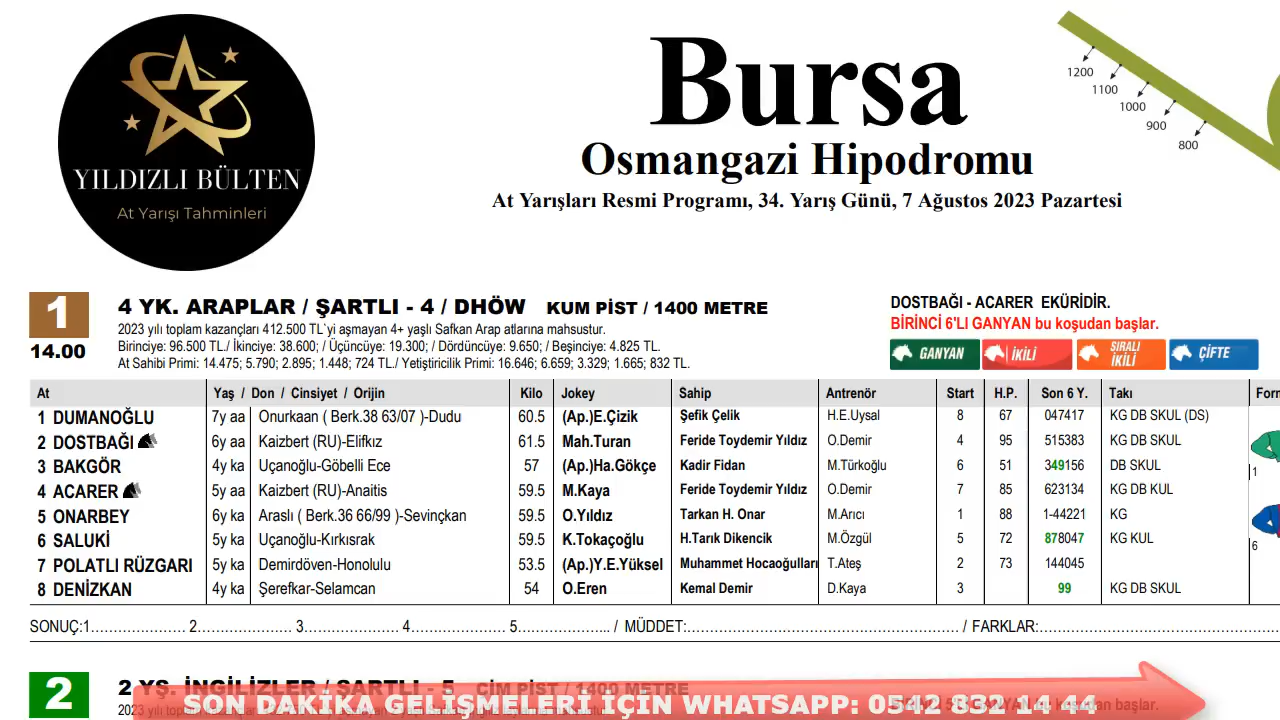 YILDIZLI BÜLTEN
At Yarışı Tahminleri
Bursa
Osmangazi Hipodromu
At Yarışları Resmi Programı, 34. Yarış Günü, 7 Ağustos 2023 Pazartesi
1200
1100
1000
900
800
1
14.00
4 YK. ARAPLAR / ŞARTLI - 4 / DHÖW KUM PİST / 1400 METRE
2023 yılı toplam kazançları 412.500 TL`yi aşmayan 4+ yaşlı Safkan Arap atlarına mahsustur.
Birinciye: 96.500 TL./ İkinciye: 38.600; / Üçüncüye: 19.300; / Dördüncüye: 9.650; / Beşinciye: 4.825 TL.
At Sahibi Primi: 14.475; 5.790; 2.895; 1.448; 724 TL./ Yetiştiricilik Primi: 16.646; 6.659; 3.329; 1.665; 832 TL.
DOSTBAĞI - ACARER EKÜRİDİR.
BİRİNCİ 6'LI GANYAN bu koşudan başlar.
GANYAN İKİLİ SIRALI İKİLİ ÇİFTE
At Yaş / Don / Cinsiyet / Orijin Kilo Jokey Sahip Antrenör Start H.P. Son 6 Y. Takı Form
1 DUMANOĞLU 7y aa Onurkaan ( Berk.38 63/07 )-Dudu 60.5 (Ap.)E.Çizik Şefik Çelik H.E.Uysal 8 67 047417 KG DB SKUL (DS)
2 DOSTBAĞI 6y aa Kaizbert (RU)-Elifkız 61.5 Mah.Turan Feride Toydemir Yıldız O.Demir 4 95 515383 KG DB SKUL
3 BAKGÖR 4y ka Uçanoğlu-Göbelli Ece 57 (Ap.)Ha.Gökçe Kadir Fidan M.Türkoğlu 6 51 349156 DB SKUL
1
4 ACARER 5y aa Kaizbert (RU)-Anaitis 59.5 M.Kaya Feride Toydemir Yıldız O.Demir 7 85 623134 KG DB KUL
5 ONARBEY 6y ka Araslı ( Berk.36 66/99 )-Sevinçkan 59.5 O.Yıldız Tarkan H. Onar M.Arıcı 1 88 1-44221 KG
6 SALUKİ 5y ka Uçanoğlu-Kırkısrak 59.5 K.Tokaçoğlu H.Tarık Dikencik M.Özgül 5 72 878047 KG KUL
6
7 POLATLI RÜZGARI 5y ka Demirdöven-Honolulu 53.5 (Ap.)Y.E.Yüksel Muhammet Hocaoğulları T.Ateş 2 73 144045
8 DENİZKAN 4y ka Şerefkar-Selamcan 54 O.Eren Kemal Demir D.Kaya 3 99 KG DB SKUL
SONUÇ:1..................... 2..................... 3..................... 4..................... 5..................... / MÜDDET:............................................................ / FARKLAR:............................................................
2
2 YŞ. İNGİLİZLER / ŞARTLI - 5 ÇİM PİST / 1400 METRE
SON DAKİKA GELİŞMELERİ İÇİN WHATSAPP: 0542 832 14 44